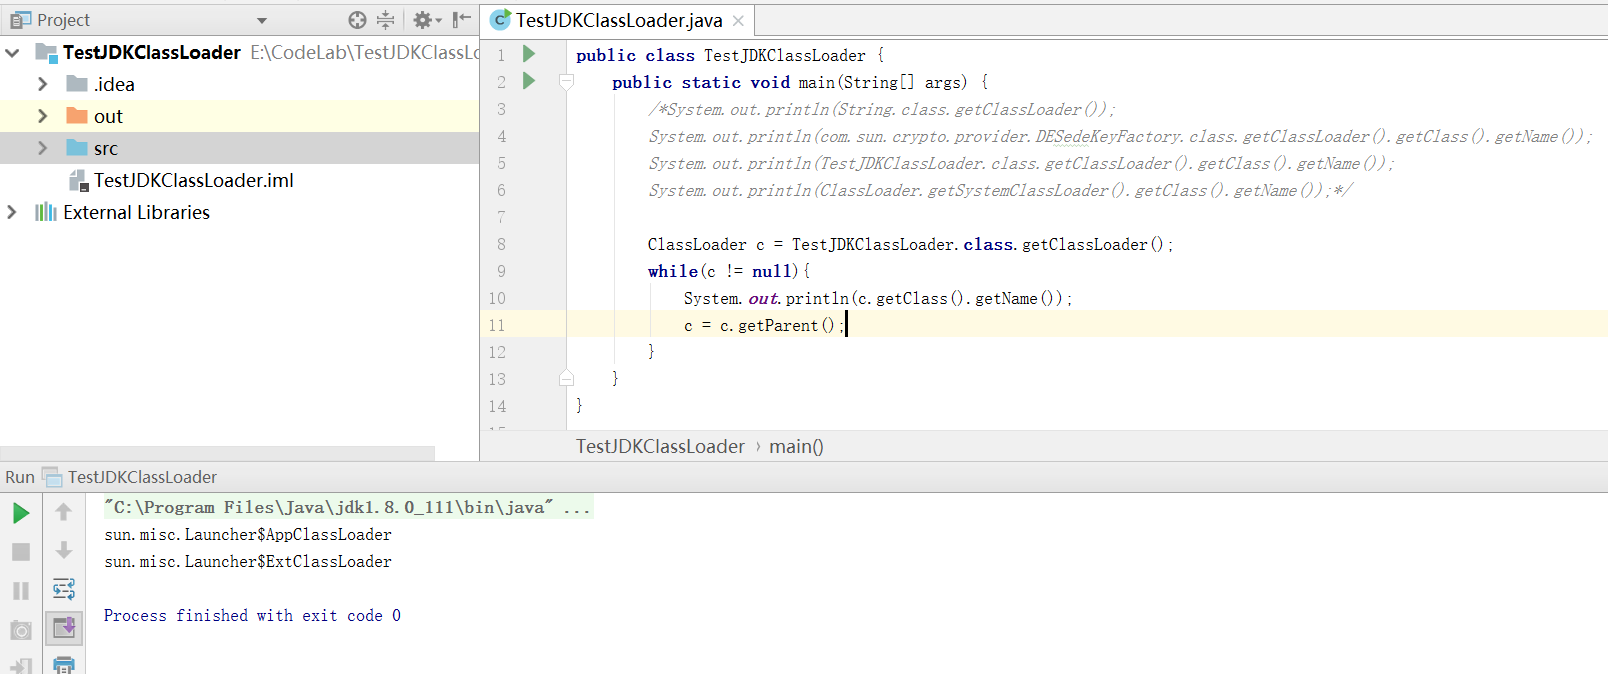 Project
TestJDKClassLoader.java
TestJDKClassLoader E:\CodeLab\TestJDKClassLo
.idea
out
src
TestJDKClassLoader.iml
External Libraries
1 public class TestJDKClassLoader {
2 public static void main(String[] args) {
3 /*System.out.println(String.class.getClassLoader());
4 System.out.println(com.sun.crypto.provider.DESedeKeyFactory.class.getClassLoader().getClass().getName());
5 System.out.println(TestJDKClassLoader.class.getClassLoader().getClass().getName());
6 System.out.println(ClassLoader.getSystemClassLoader().getClass().getName());*/
7
8 ClassLoader c = TestJDKClassLoader.class.getClassLoader();
9 while(c != null){
10 System.out.println(c.getClass().getName());
11 c = c.getParent();
12 }
13 }
14 }
TestJDKClassLoader › main()
Run TestJDKClassLoader
"C:\Program Files\Java\jdk1.8.0_111\bin\java" ...
sun.misc.Launcher$AppClassLoader
sun.misc.Launcher$ExtClassLoader
Process finished with exit code 0